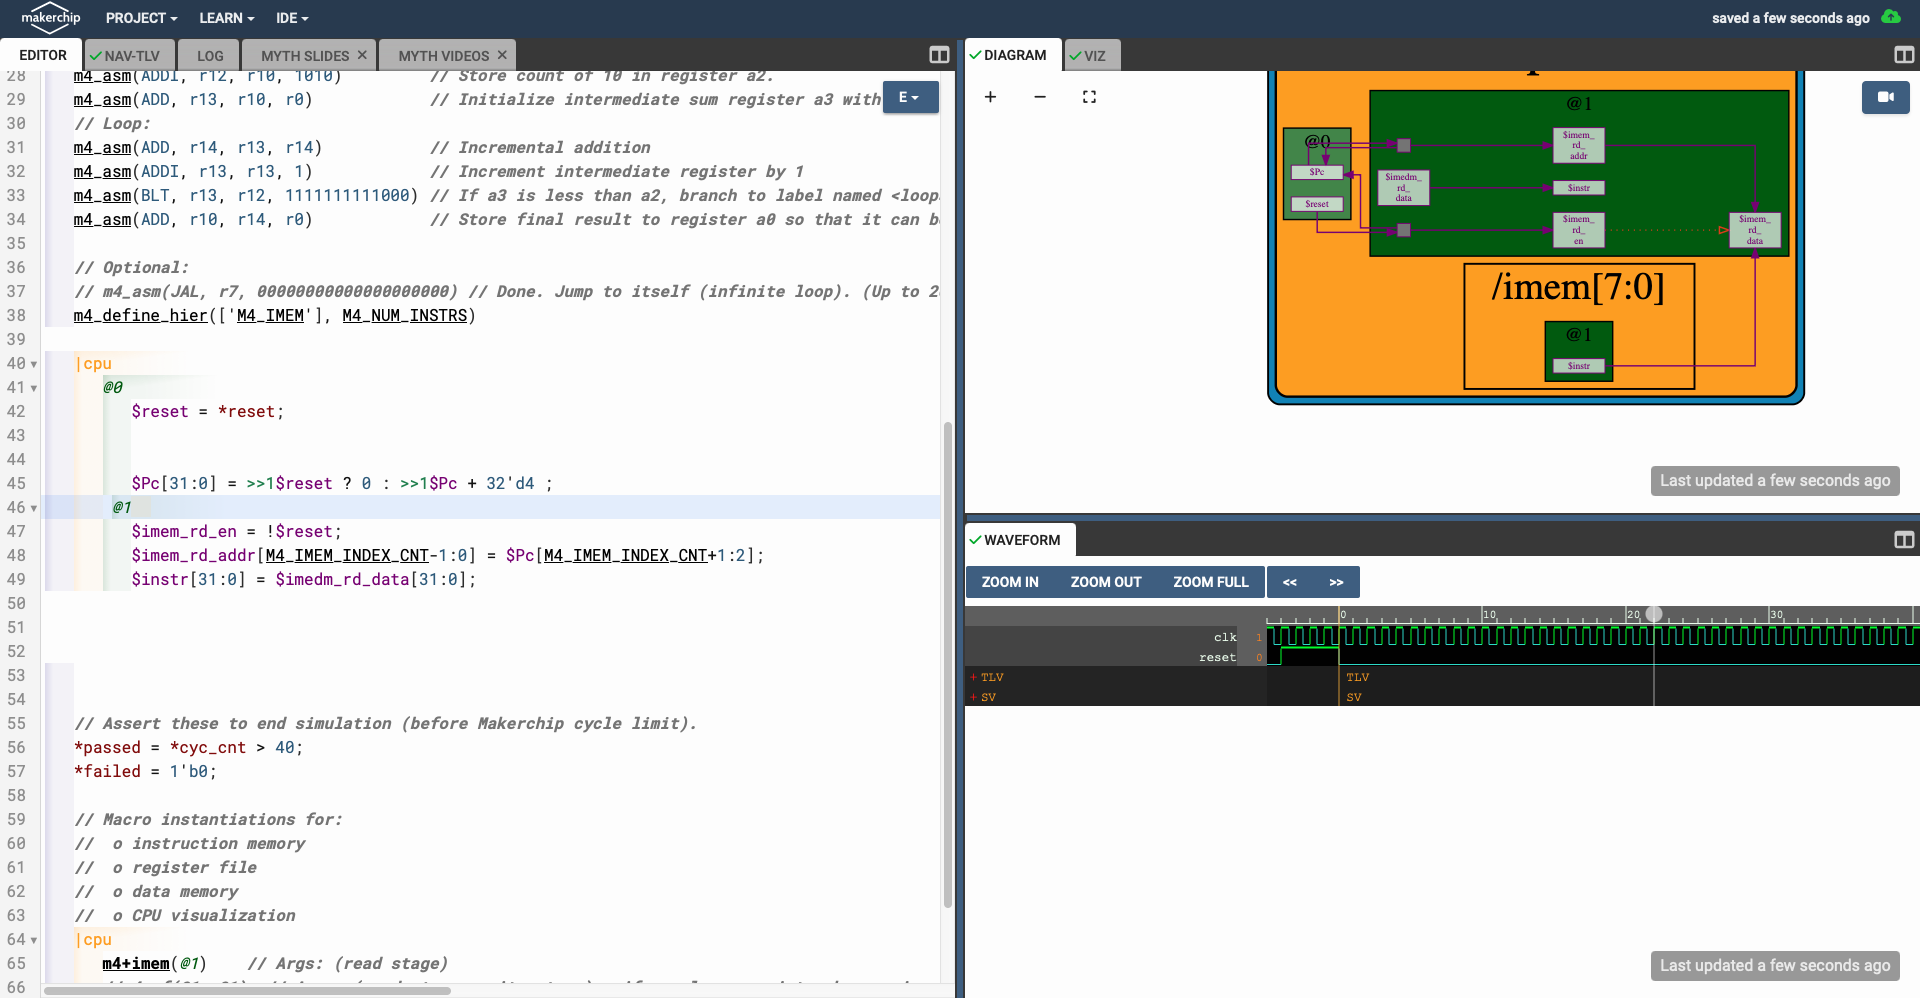 makerchip
PROJECT
LEARN
IDE
saved a few seconds ago
EDITOR
NAV-TLV
LOG
MYTH SLIDES ×
MYTH VIDEOS ×
28 m4_asm(ADDI, r12, r10, 1010) // Store count of 10 in register a2.
29 m4_asm(ADD, r13, r10, r0) // Initialize intermediate sum register a3 with
30 // Loop:
31 m4_asm(ADD, r14, r13, r14) // Incremental addition
32 m4_asm(ADDI, r13, r13, 1) // Increment intermediate register by 1
33 m4_asm(BLT, r13, r12, 1111111111000) // If a3 is less than a2, branch to label named <loop
34 m4_asm(ADD, r10, r14, r0) // Store final result to register a0 so that it can b
35
36 // Optional:
37 // m4_asm(JAL, r7, 00000000000000000000) // Done. Jump to itself (infinite loop). (Up to 2
38 m4_define_hier(['M4_IMEM'], M4_NUM_INSTRS)
39
40 |cpu
41 @0
42 $reset = *reset;
43
44
45 $Pc[31:0] = >>1$reset ? 0 : >>1$Pc + 32'd4 ;
46 @1
47 $imem_rd_en = !$reset;
48 $imem_rd_addr[M4_IMEM_INDEX_CNT-1:0] = $Pc[M4_IMEM_INDEX_CNT+1:2];
49 $instr[31:0] = $imedm_rd_data[31:0];
50
51
52
53
54
55 // Assert these to end simulation (before Makerchip cycle limit).
56 *passed = *cyc_cnt > 40;
57 *failed = 1'b0;
58
59 // Macro instantiations for:
60 // o instruction memory
61 // o register file
62 // o data memory
63 // o CPU visualization
64 |cpu
65 m4+imem(@1) // Args: (read stage)
66
E
DIAGRAM
VIZ
+ −
@1
@0
$Pc
$reset
$imedm_
rd_
data
$imem_
rd_
addr
$instr
$imem_
rd_
en
$imem_
rd_
data
/imem[7:0]
@1
$instr
Last updated a few seconds ago
WAVEFORM
ZOOM IN
ZOOM OUT
ZOOM FULL
<<
>>
0 10 20 30
clk 1
reset 0
+ TLV TLV
+ SV SV
Last updated a few seconds ago